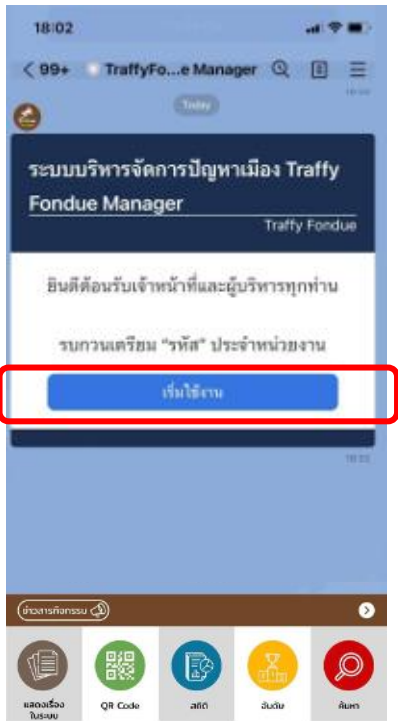 18:02
99+ TraffyFo...e Manager
Today
ระบบบริหารจัดการปัญหาเมือง Traffy
Fondue Manager
Traffy Fondue
ยินดีต้อนรับเจ้าหน้าที่และผู้บริหารทุกท่าน
รบกวนเตรียม “รหัส” ประจำหน่วยงาน
เริ่มใช้งาน
ข่าวสารกิจกรรม
แสดงเรื่อง
ในระบบ
QR Code
สถิติ
อันดับ
ค้นหา